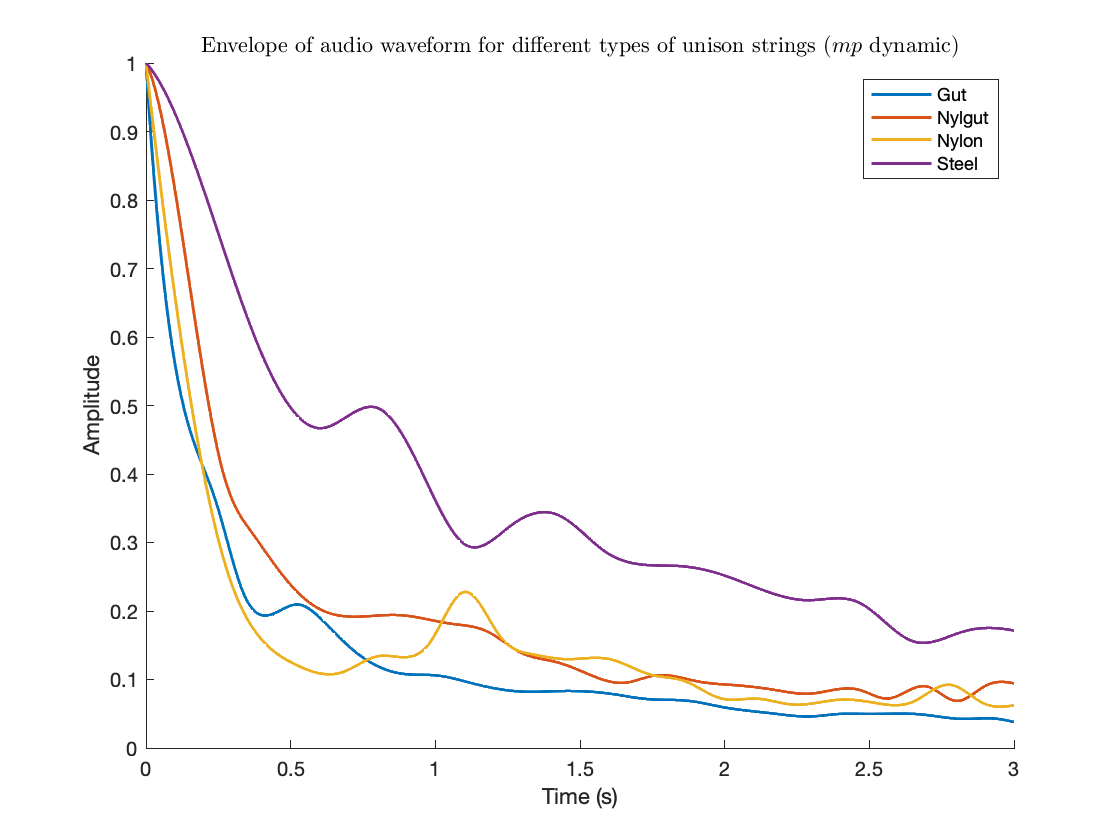 Envelope of audio waveform for different types of unison strings (mp dynamic)
1
0.9
0.8
0.7
0.6
0.5
0.4
0.3
0.2
0.1
0
Amplitude
Gut
Nylgut
Nylon
Steel
0 0.5 1 1.5 2 2.5 3
Time (s)